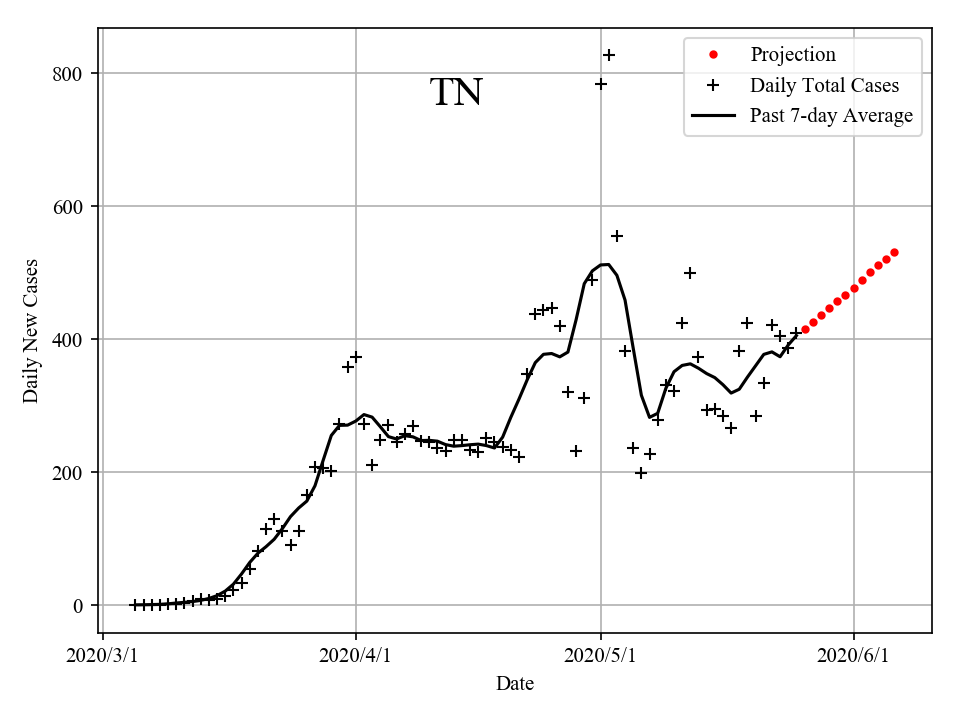 TN
Projection
Daily Total Cases
Past 7-day Average
Daily New Cases
800
600
400
200
0
2020/3/1
2020/4/1
2020/5/1
2020/6/1
Date